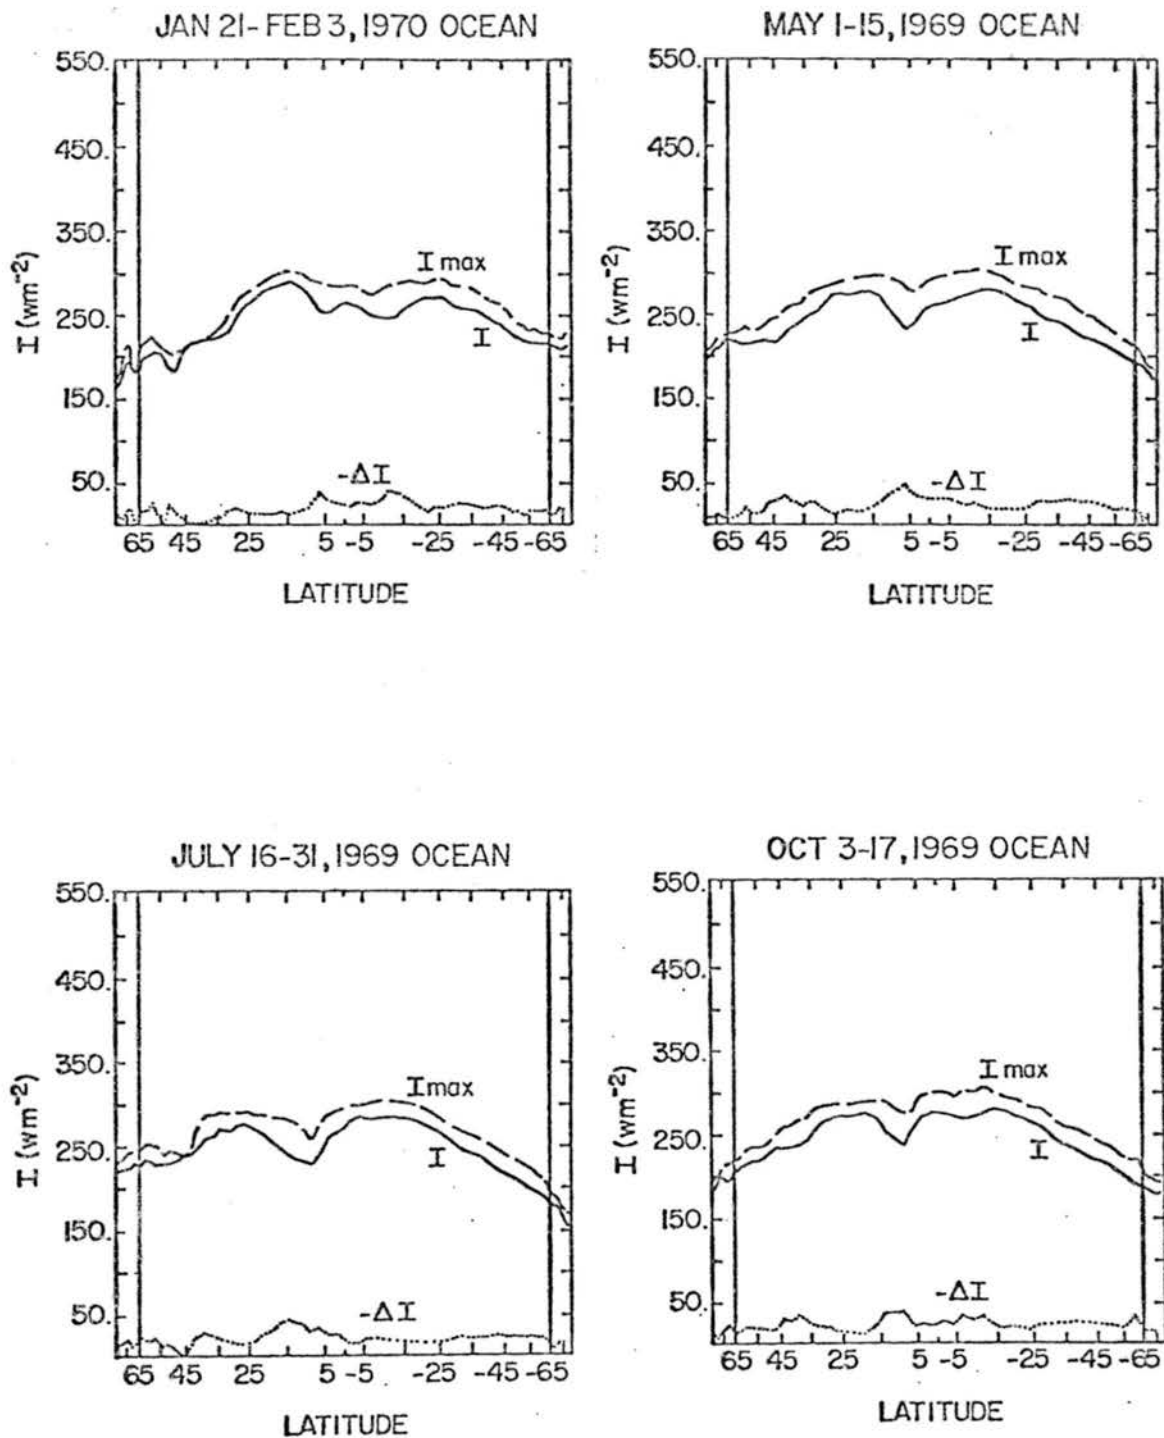 JAN 21-FEB 3, 1970 OCEAN
550.
450.
350.
250.
150.
50.
I (wm⁻²)
I max
I
-ΔI
65 45 25 5 -5 -25 -45 -65
LATITUDE
MAY 1-15, 1969 OCEAN
550.
450.
350.
250.
150.
50.
I (wm⁻²)
I max
I
-ΔI
65 45 25 5 -5 -25 -45 -65
LATITUDE
JULY 16-31, 1969 OCEAN
550.
450.
350.
250.
150.
50.
I (wm⁻²)
I max
I
-ΔI
65 45 25 5 -5 -25 -45 -65
LATITUDE
OCT 3-17, 1969 OCEAN
550.
450.
350.
250.
150.
50.
I (wm⁻²)
I max
I
-ΔI
65 45 25 5 -5 -25 -45 -65
LATITUDE